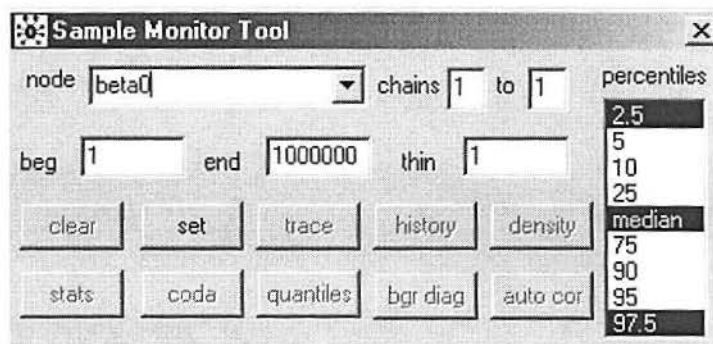 Sample Monitor Tool
node beta0 chains 1 to 1 percentiles
2.5
5
10
25
median
75
90
95
97.5
beg 1 end 1000000 thin 1
clear set trace history density
stats coda quantiles bgr diag auto cor